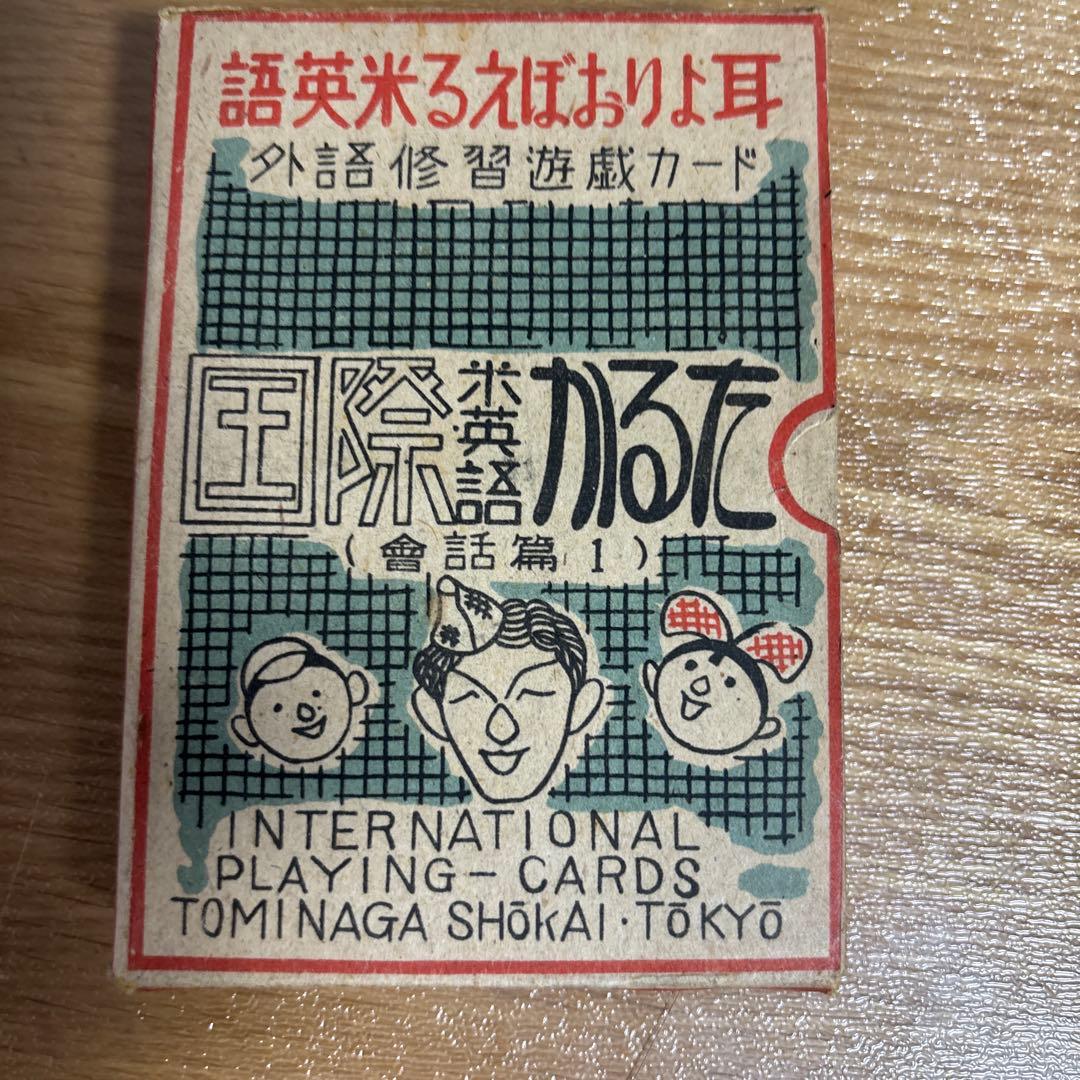 耳よりおぼえる米英語
外語修習遊戯カード
国際米英語かるた
(會話篇1)
INTERNATIONAL
PLAYING-CARDS
TOMINAGA SHŌKAI・TŌKYŌ